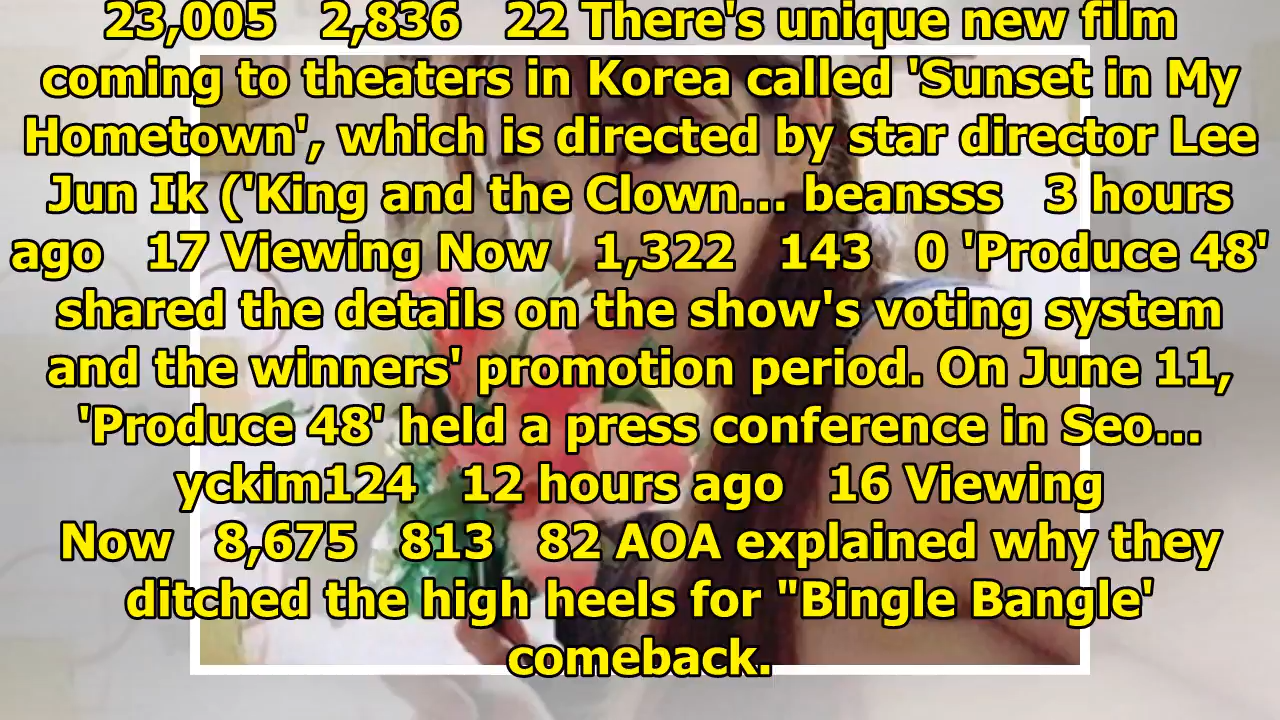 23,005   2,836   22 There's unique new film
coming to theaters in Korea called 'Sunset in My
Hometown', which is directed by star director Lee
Jun Ik ('King and the Clown... beansss   3 hours
ago   17 Viewing Now   1,322   143   0 'Produce 48'
shared the details on the show's voting system
and the winners' promotion period. On June 11,
'Produce 48' held a press conference in Seo...
yckim124   12 hours ago   16 Viewing
Now   8,675   813   82 AOA explained why they
ditched the high heels for "Bingle Bangle'
comeback.